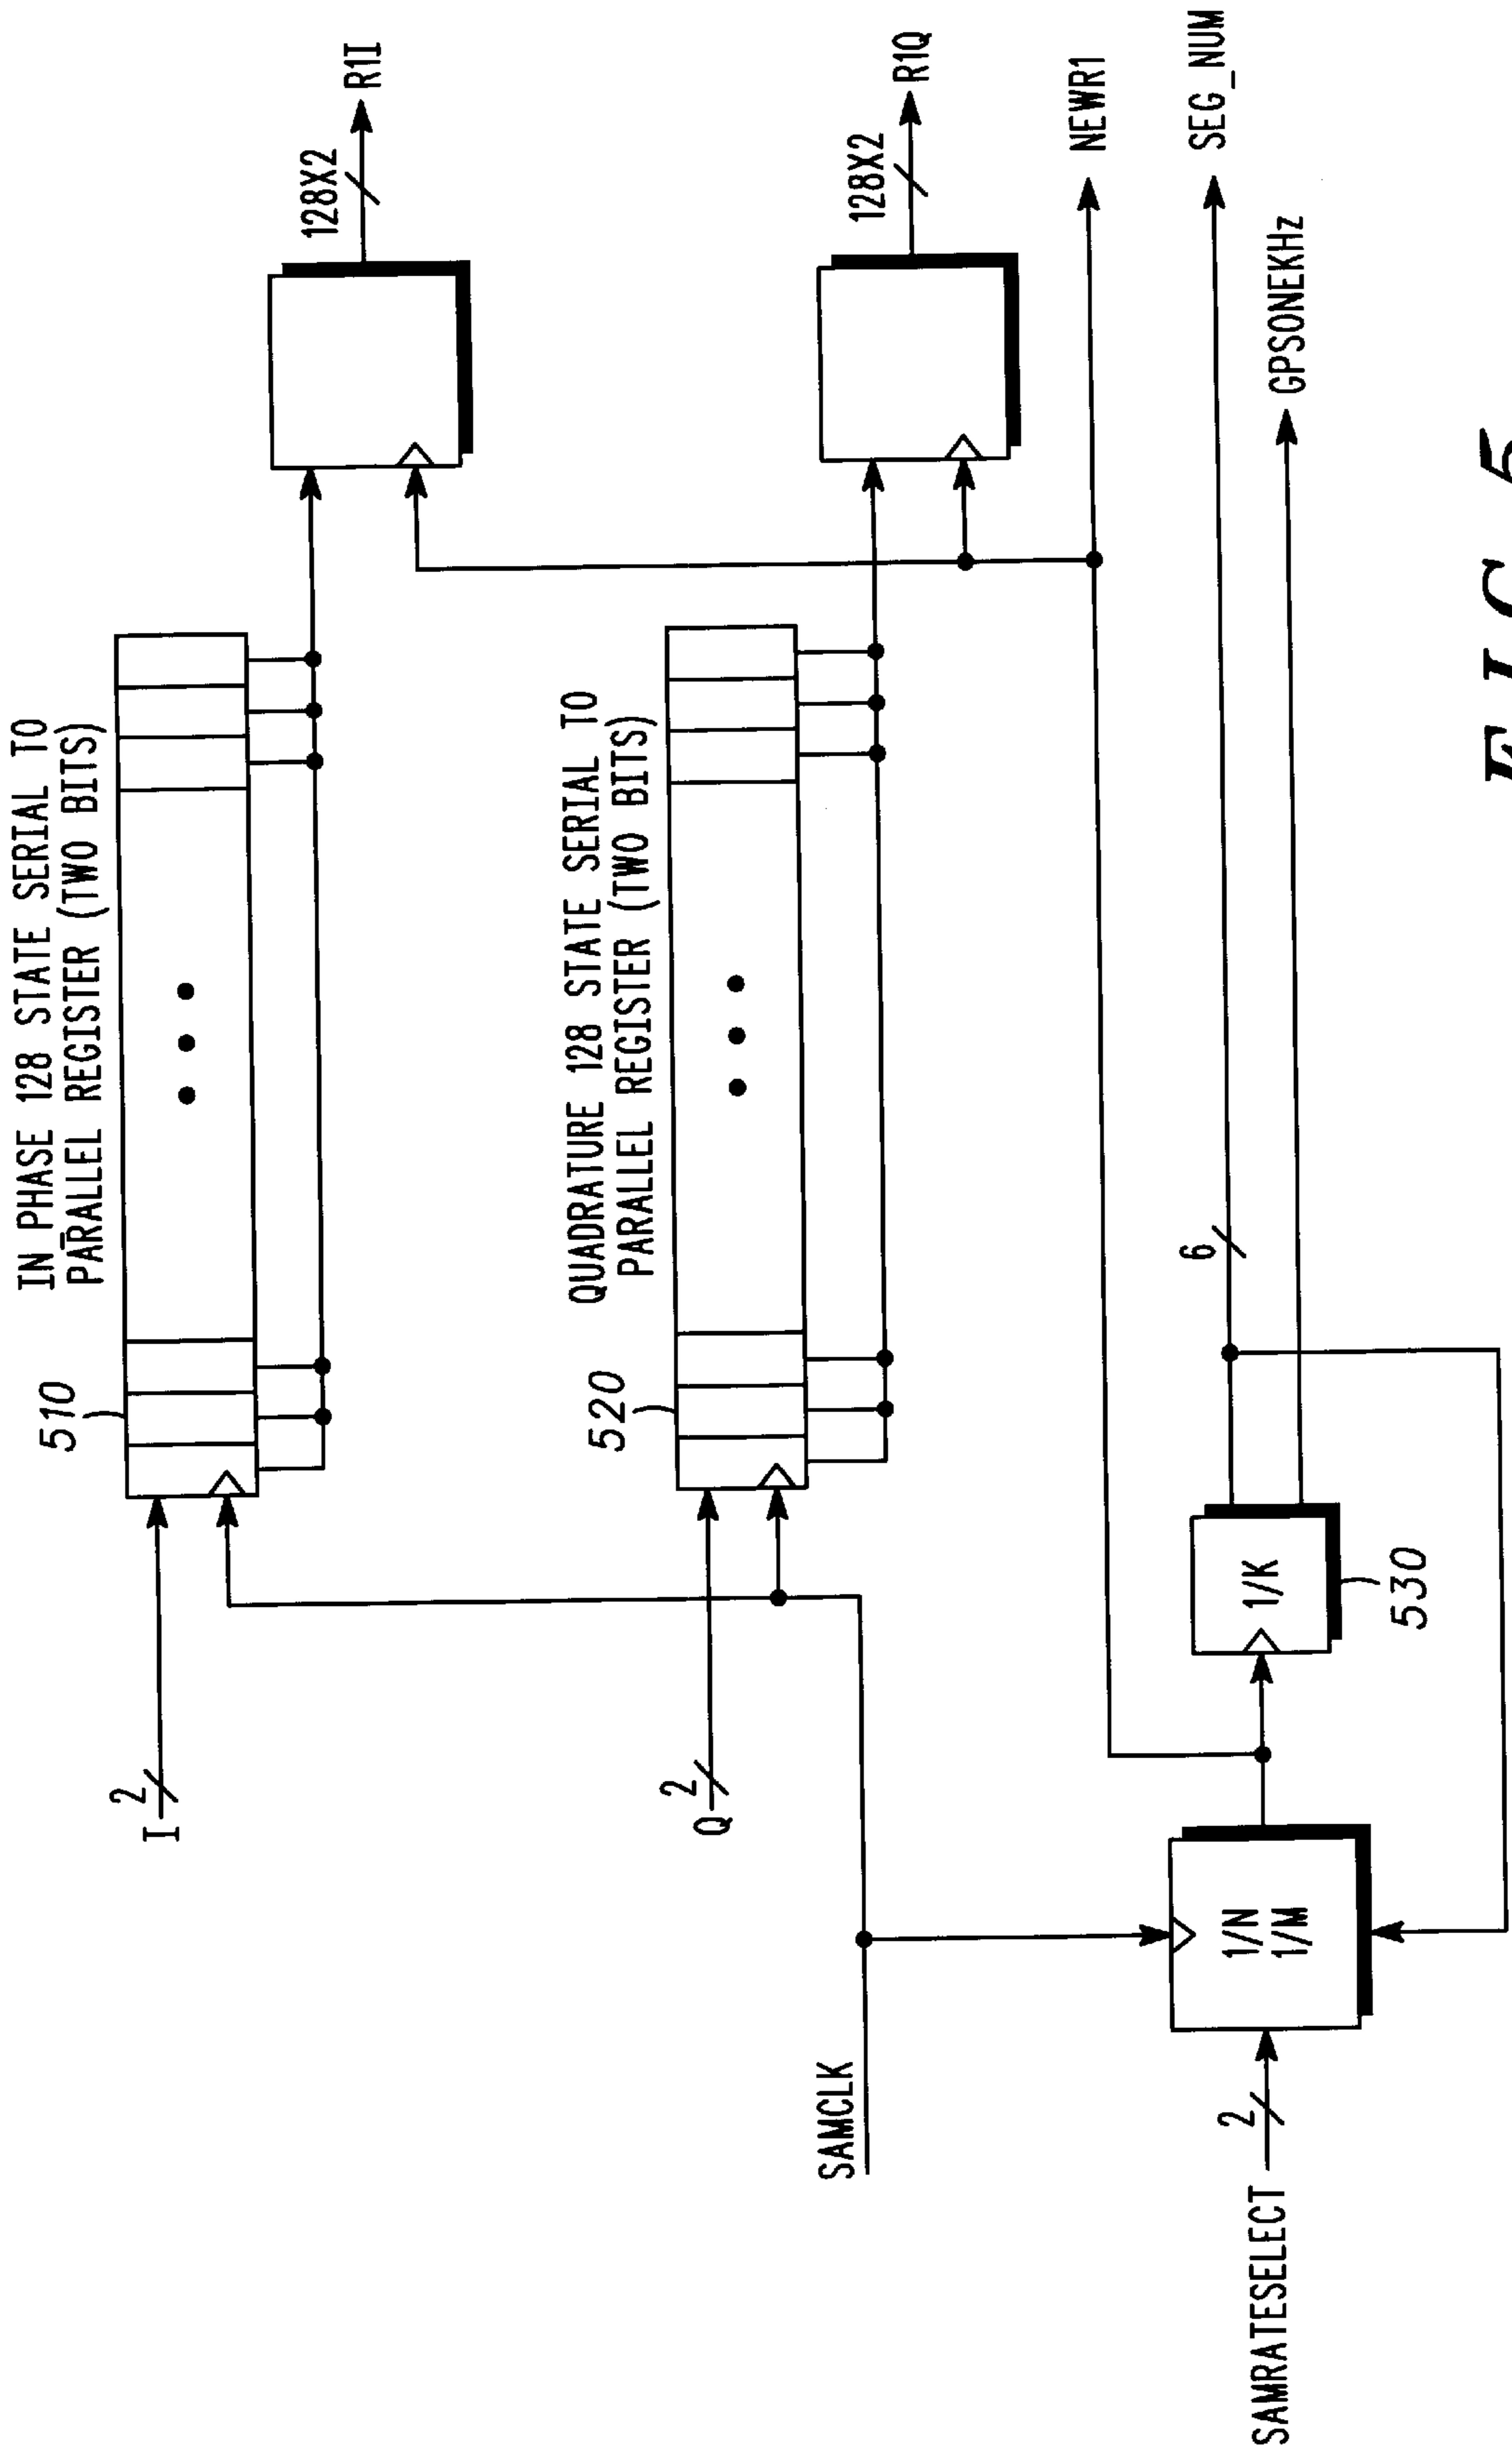 IN PHASE 128 STATE SERIAL TO
PARALLEL REGISTER (TWO BITS)
510
I
2
128X2
R1I
QUADRATURE 128 STATE SERIAL TO
PARALLEL REGISTER (TWO BITS)
520
Q
2
128X2
R1Q
SAMCLK
NEWR1
6
SEG_NUM
GPSONEKHz
SAMRATESELECT
2
1/N
1/M
1/K
530
FIG. 5